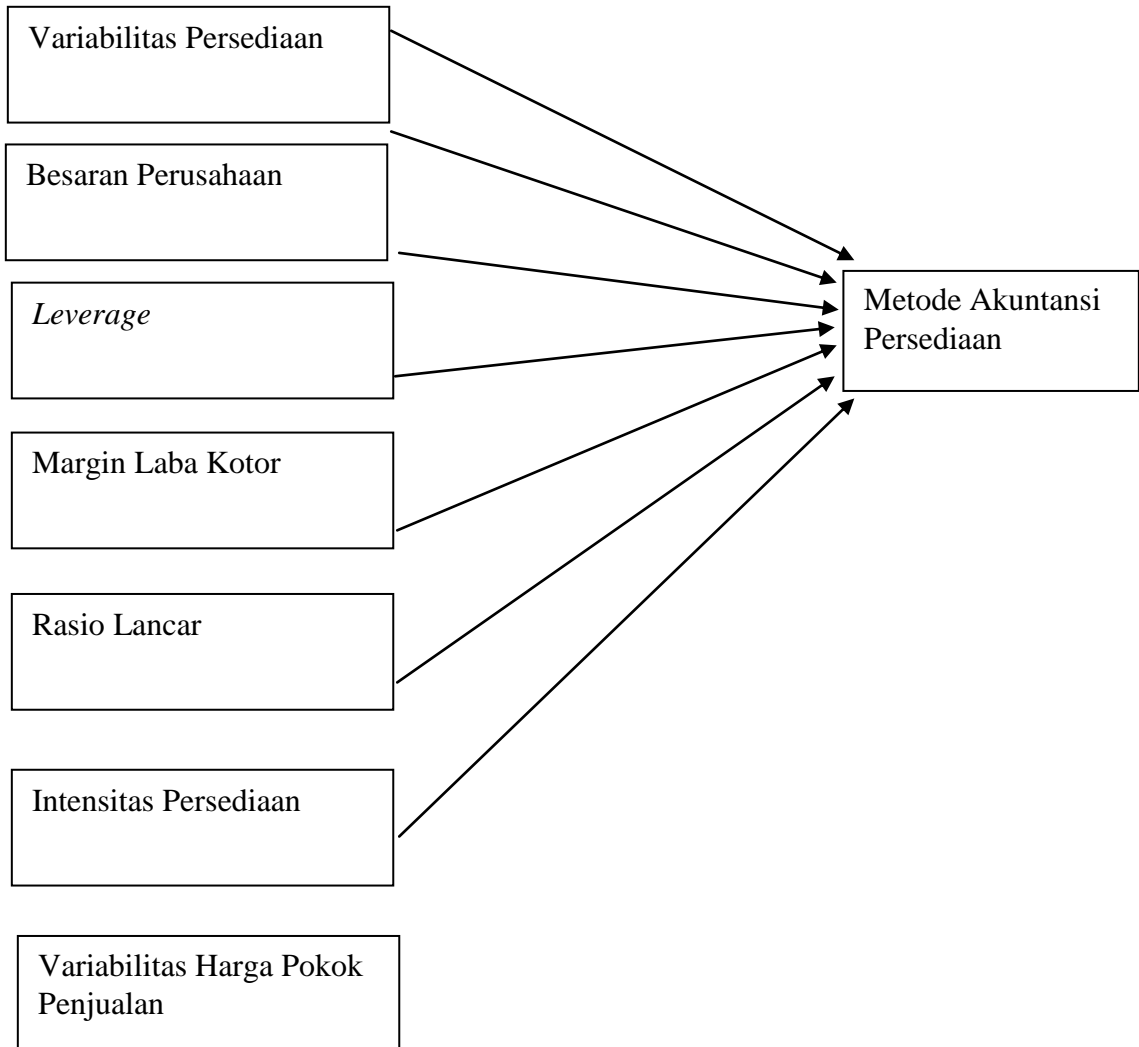 Variabilitas Persediaan
Besaran Perusahaan
Leverage
Metode Akuntansi
Persediaan
Margin Laba Kotor
Rasio Lancar
Intensitas Persediaan
Variabilitas Harga Pokok
Penjualan